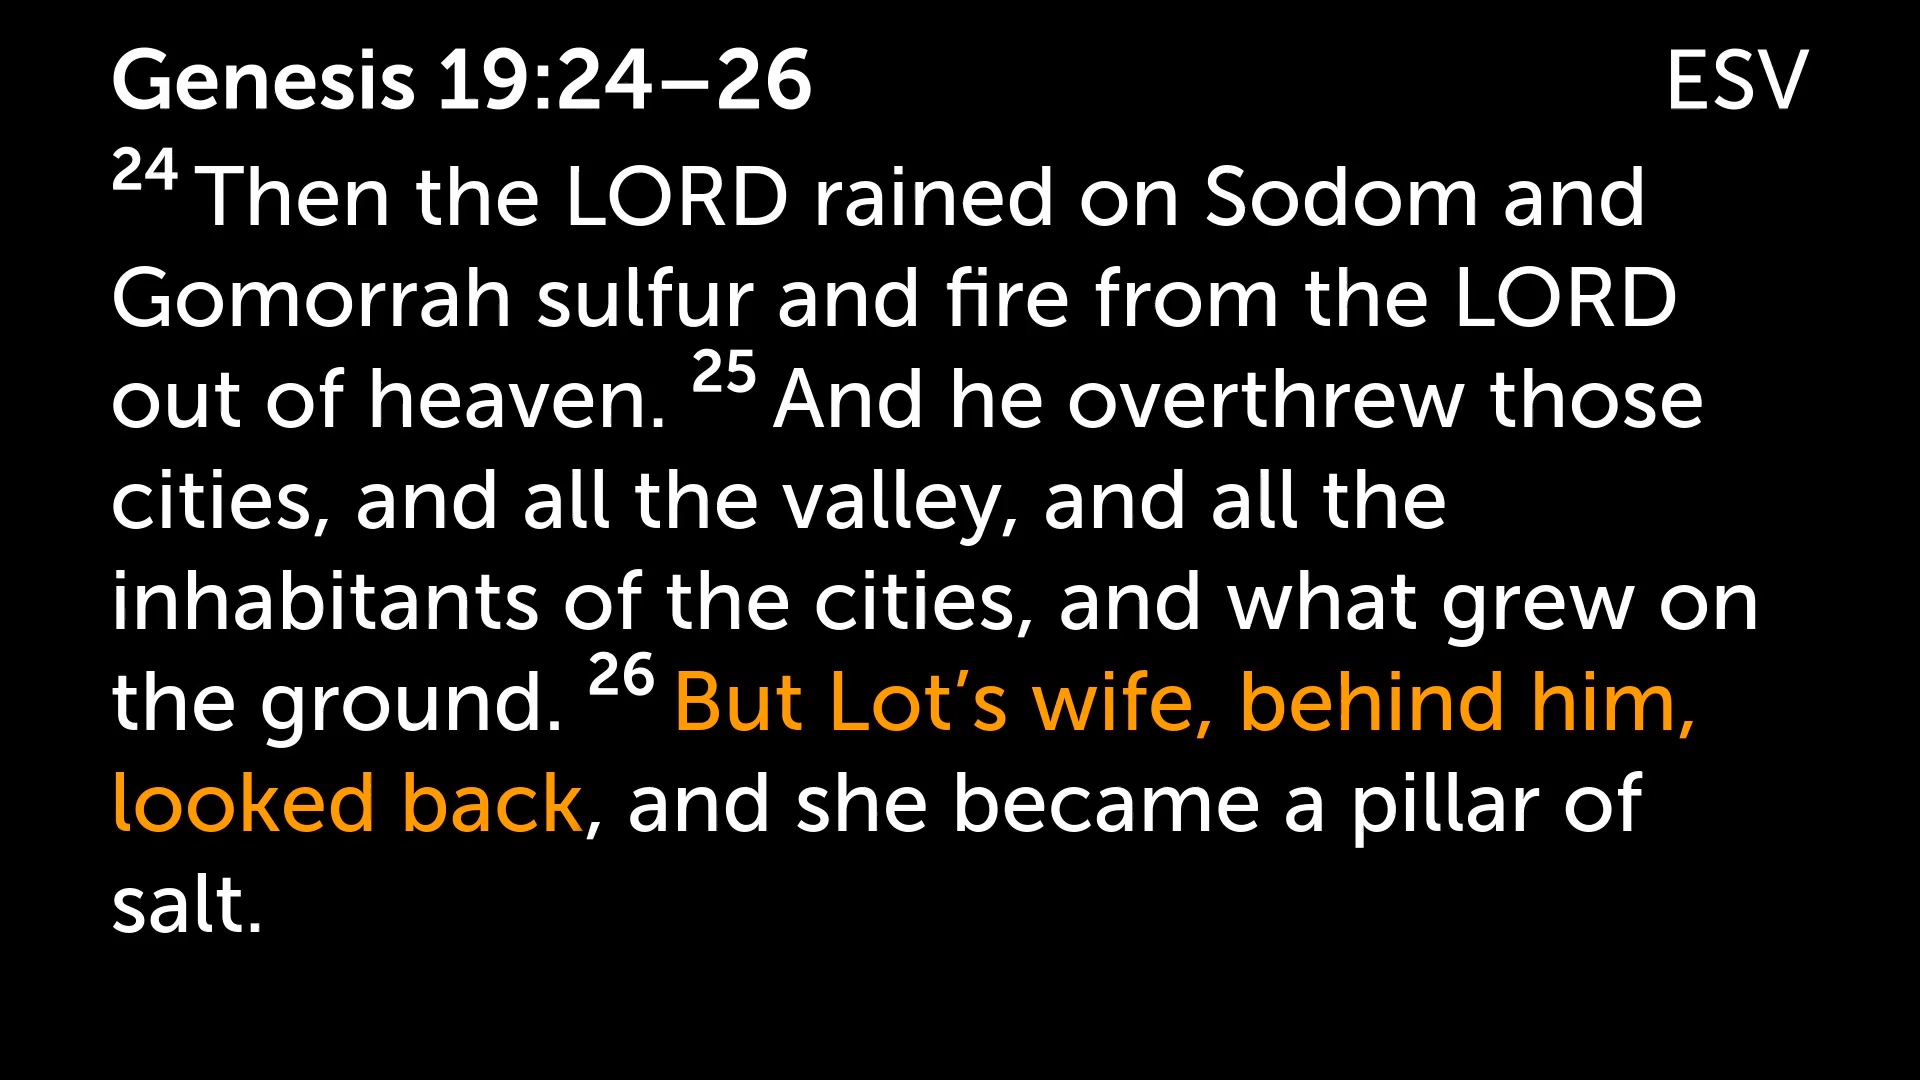 Genesis 19:24–26 ESV
24 Then the LORD rained on Sodom and
Gomorrah sulfur and fire from the LORD
out of heaven. 25 And he overthrew those
cities, and all the valley, and all the
inhabitants of the cities, and what grew on
the ground. 26 But Lot’s wife, behind him,
looked back, and she became a pillar of
salt.